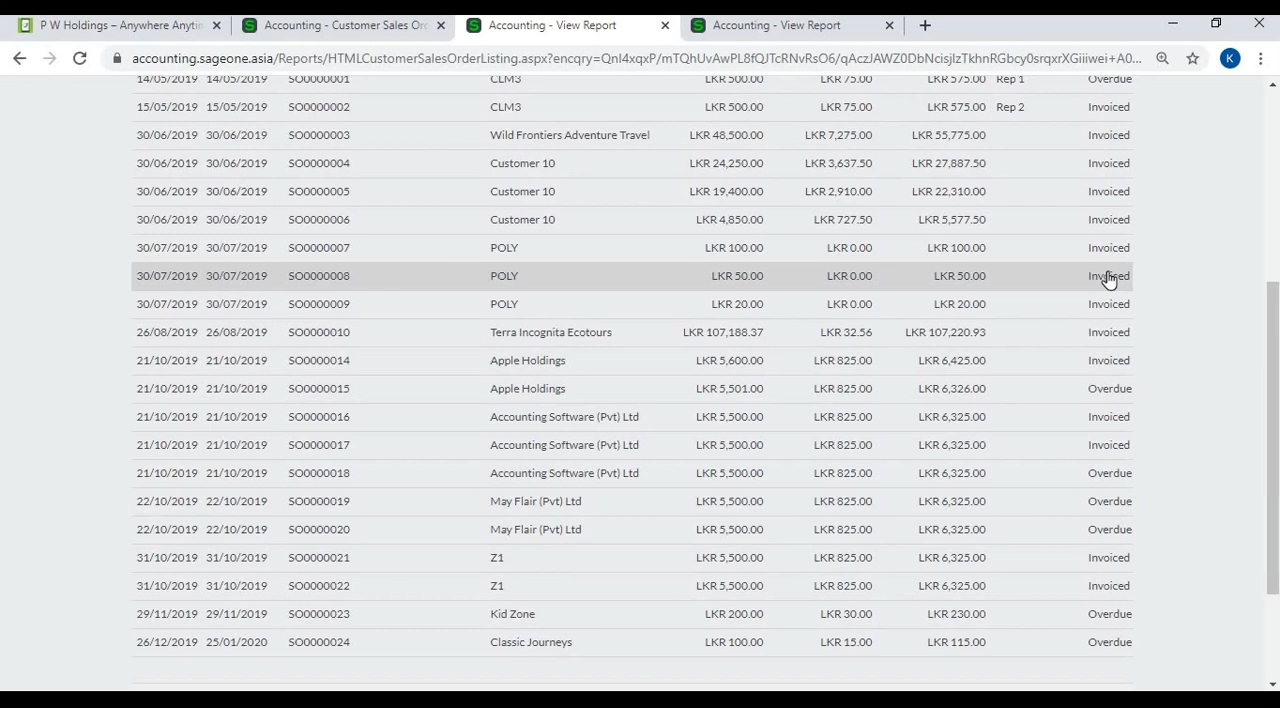 P W Holdings – Anywhere Anytin
Accounting - Customer Sales Or
Accounting - View Report
Accounting - View Report
accounting.sageone.asia/Reports/HTMLCustomerSalesOrderListing.aspx?
K
14/05/2019 14/05/2019 SO0000001 CLM3 LKR 500.00 LKR 75.00 LKR 575.00 Rep 1 Overdue
15/05/2019 15/05/2019 SO0000002 CLM3 LKR 500.00 LKR 75.00 LKR 575.00 Rep 2 Invoiced
30/06/2019 30/06/2019 SO0000003 Wild Frontiers Adventure Travel LKR 48,500.00 LKR 7,275.00 LKR 55,775.00 Invoiced
30/06/2019 30/06/2019 SO0000004 Customer 10 LKR 24,250.00 LKR 3,637.50 LKR 27,887.50 Invoiced
30/06/2019 30/06/2019 SO0000005 Customer 10 LKR 19,400.00 LKR 2,910.00 LKR 22,310.00 Invoiced
30/06/2019 30/06/2019 SO0000006 Customer 10 LKR 4,850.00 LKR 727.50 LKR 5,577.50 Invoiced
30/07/2019 30/07/2019 SO0000007 POLY LKR 100.00 LKR 0.00 LKR 100.00 Invoiced
30/07/2019 30/07/2019 SO0000008 POLY LKR 50.00 LKR 0.00 LKR 50.00 Invoiced
30/07/2019 30/07/2019 SO0000009 POLY LKR 20.00 LKR 0.00 LKR 20.00 Invoiced
26/08/2019 26/08/2019 SO0000010 Terra Incognita Ecotours LKR 107,188.37 LKR 32.56 LKR 107,220.93 Invoiced
21/10/2019 21/10/2019 SO0000014 Apple Holdings LKR 5,600.00 LKR 825.00 LKR 6,425.00 Invoiced
21/10/2019 21/10/2019 SO0000015 Apple Holdings LKR 5,501.00 LKR 825.00 LKR 6,326.00 Overdue
21/10/2019 21/10/2019 SO0000016 Accounting Software (Pvt) Ltd LKR 5,500.00 LKR 825.00 LKR 6,325.00 Invoiced
21/10/2019 21/10/2019 SO0000017 Accounting Software (Pvt) Ltd LKR 5,500.00 LKR 825.00 LKR 6,325.00 Invoiced
21/10/2019 21/10/2019 SO0000018 Accounting Software (Pvt) Ltd LKR 5,500.00 LKR 825.00 LKR 6,325.00 Overdue
22/10/2019 22/10/2019 SO0000019 May Flair (Pvt) Ltd LKR 5,500.00 LKR 825.00 LKR 6,325.00 Overdue
22/10/2019 22/10/2019 SO0000020 May Flair (Pvt) Ltd LKR 5,500.00 LKR 825.00 LKR 6,325.00 Overdue
31/10/2019 31/10/2019 SO0000021 Z1 LKR 5,500.00 LKR 825.00 LKR 6,325.00 Invoiced
31/10/2019 31/10/2019 SO0000022 Z1 LKR 5,500.00 LKR 825.00 LKR 6,325.00 Invoiced
29/11/2019 29/11/2019 SO0000023 Kid Zone LKR 200.00 LKR 30.00 LKR 230.00 Overdue
26/12/2019 25/01/2020 SO0000024 Classic Journeys LKR 100.00 LKR 15.00 LKR 115.00 Overdue